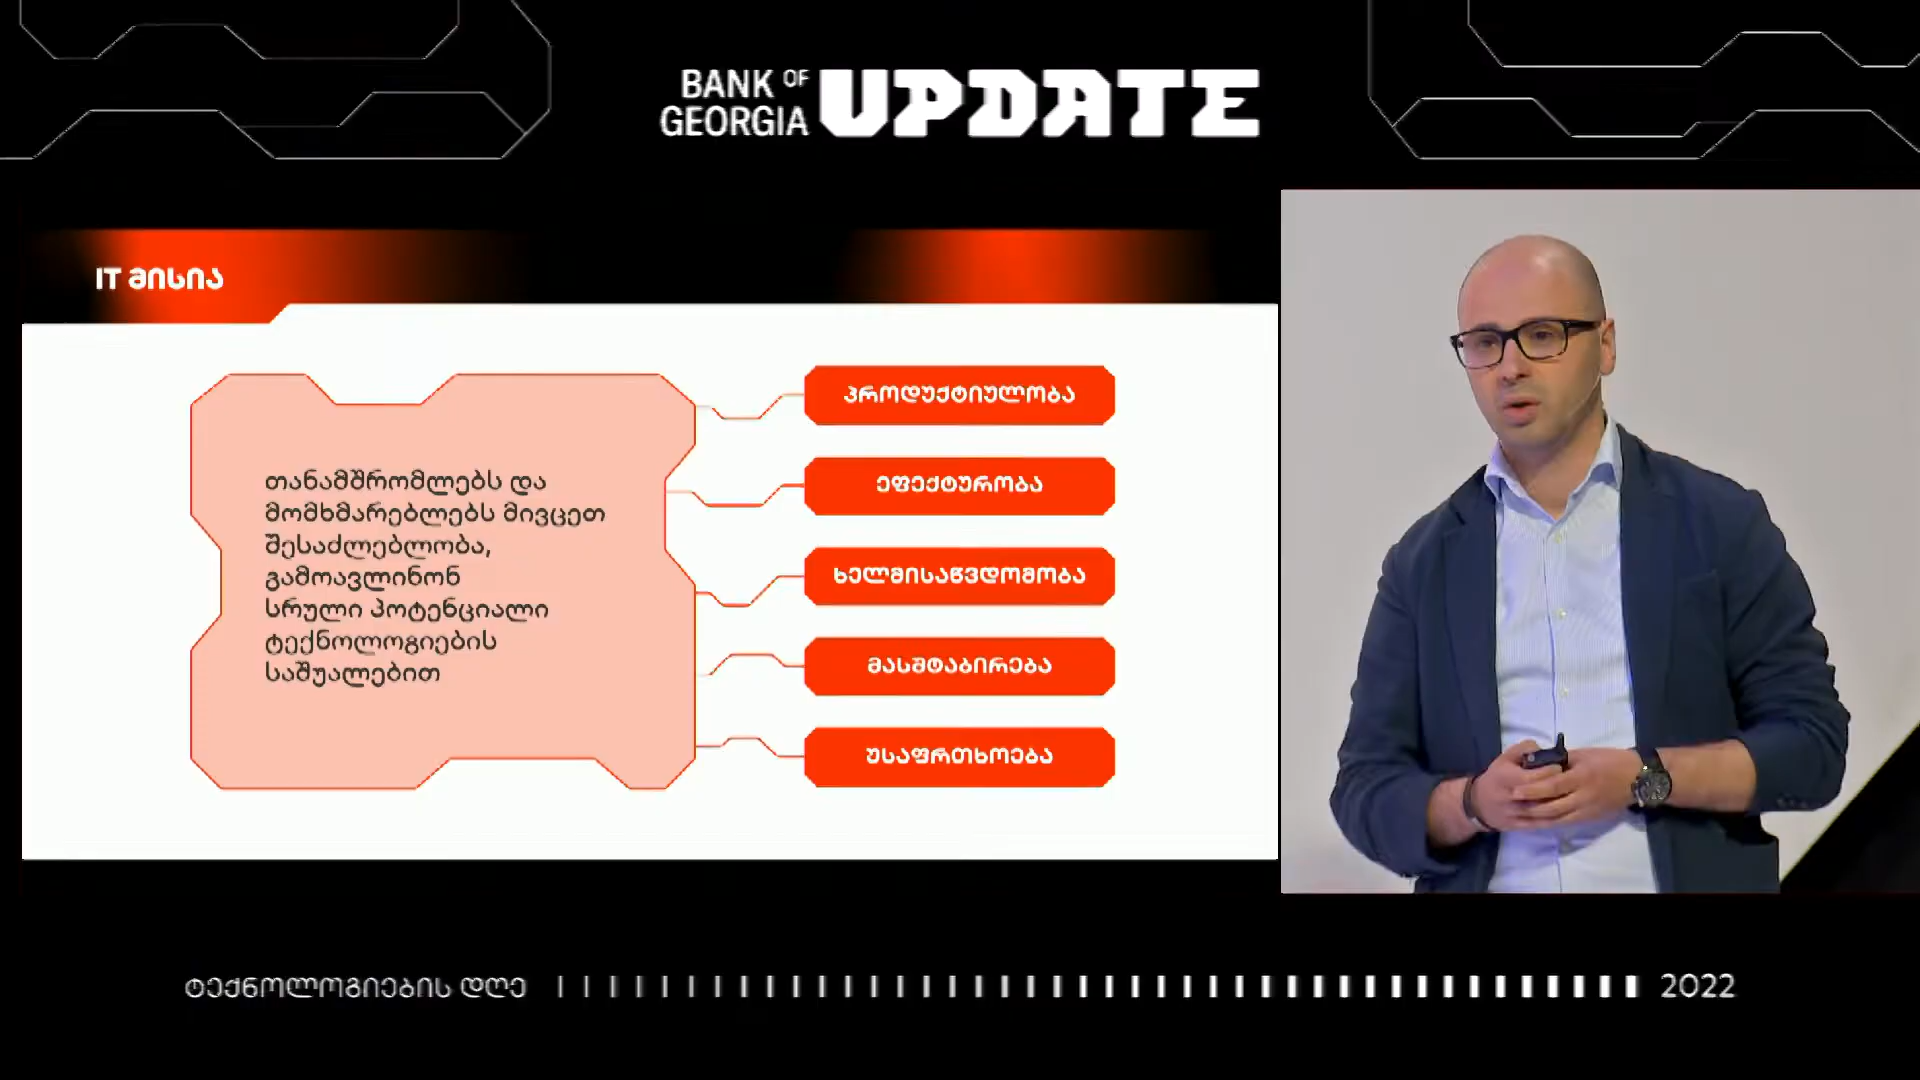 BANK OF
GEORGIA
UPDATE
IT მისია
თანამშრომლებს და
მომხმარებლებს მივცეთ
შესაძლებლობა,
გამოავლინონ
სრული პოტენციალი
ტექნოლოგიების
საშუალებით
პროდუქტიულობა
ეფექტურობა
ხელმისაწვდომობა
მასშტაბირება
უსაფრთხოება
ტექნოლოგიების დღე
2022